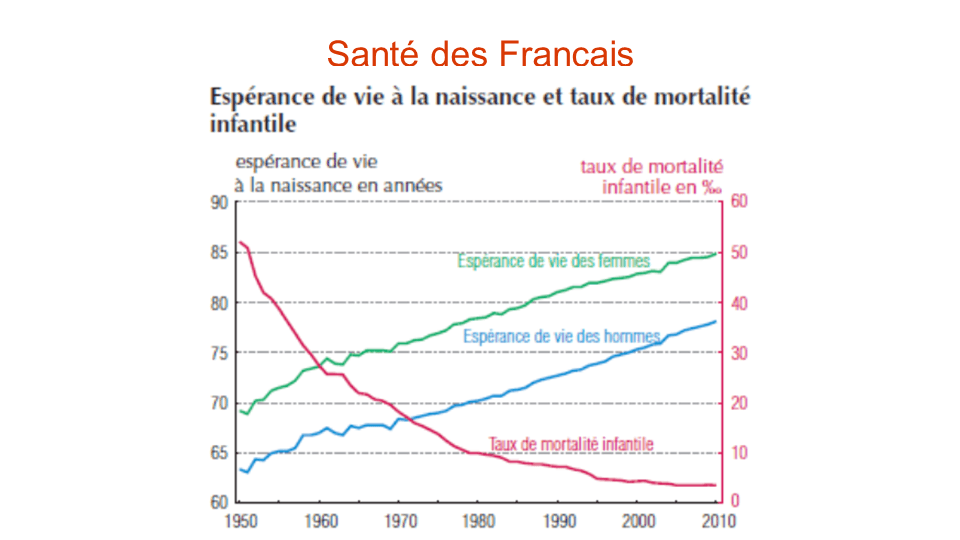 Santé des Français
Espérance de vie à la naissance et taux de mortalité
infantile
espérance de vie
à la naissance en années
taux de mortalité
infantile en ‰
90
60
85
50
Espérance de vie des femmes
80
40
Espérance de vie des hommes
75
30
70
20
Taux de mortalité infantile
65
10
60
0
1950 1960 1970 1980 1990 2000 2010